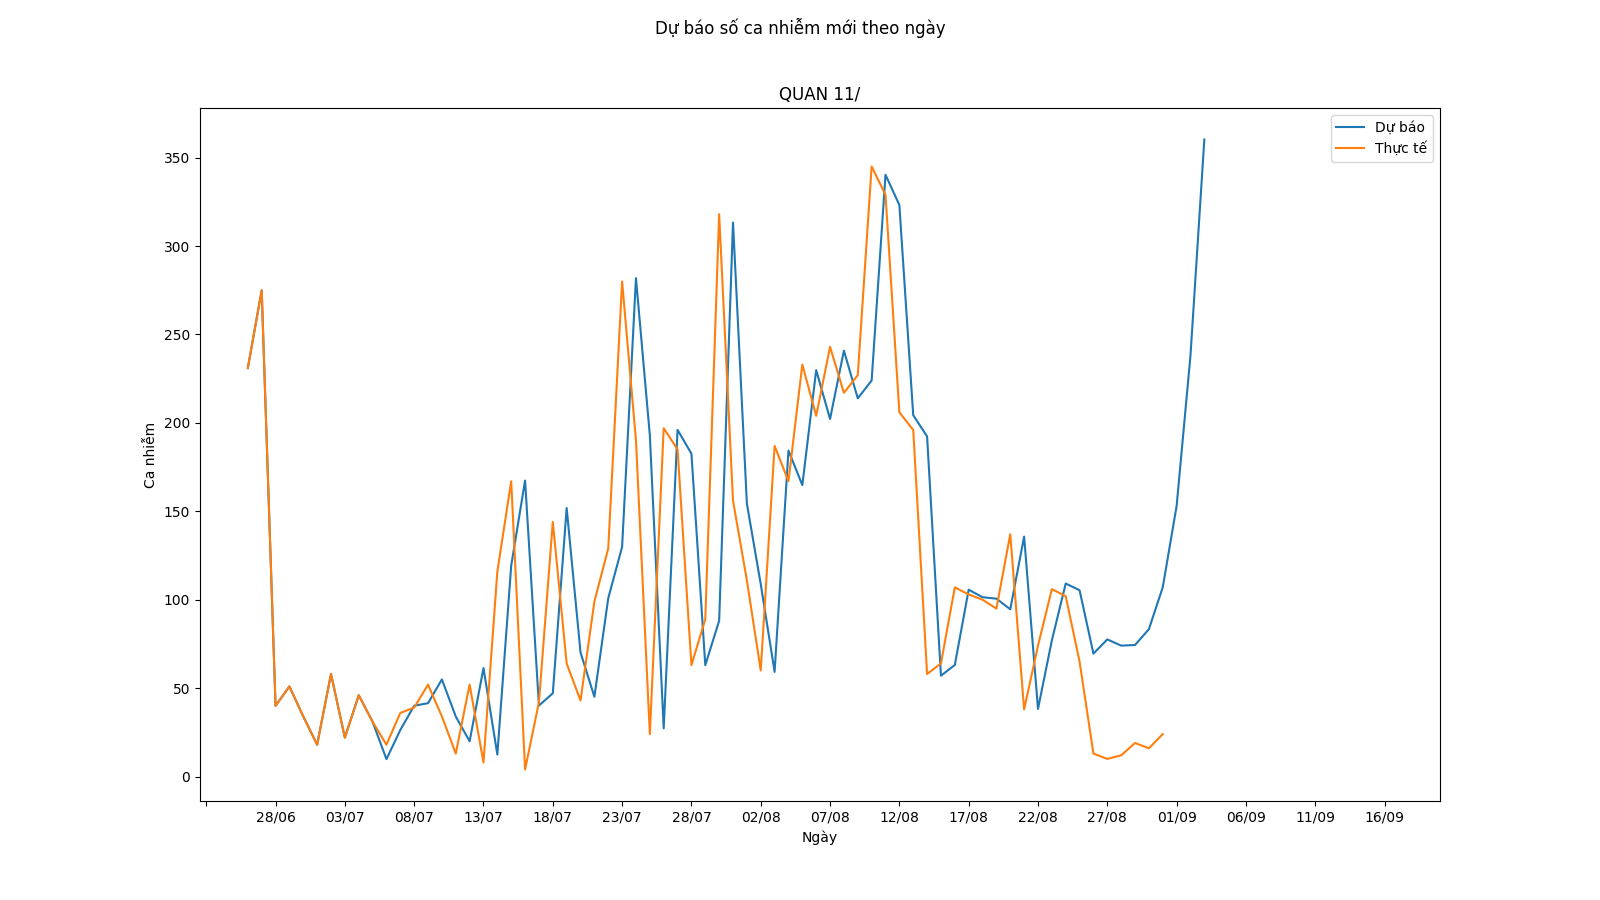 Dự báo số ca nhiễm mới theo ngày
QUAN 11/
Dự báo
Thực tế
350
300
250
200
150
100
50
0
Ca nhiễm
28/06 03/07 08/07 13/07 18/07 23/07 28/07 02/08 07/08 12/08 17/08 22/08 27/08 01/09 06/09 11/09 16/09
Ngày